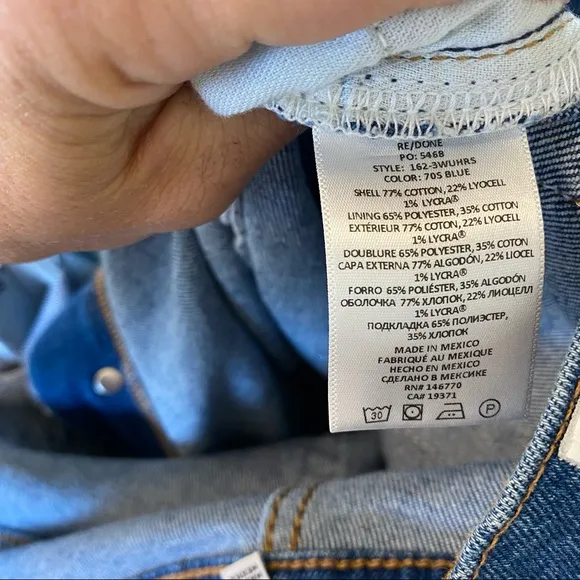 RE/DONE
PO: 5468
STYLE: 162-3WUHRS
COLOR: 70S BLUE
SHELL 77% COTTON, 22% LYOCELL
1% LYCRA®
LINING 65% POLYESTER, 35% COTTON
EXTÉRIEUR 77% COTON, 22% LYOCELL
1% LYCRA®
DOUBLURE 65% POLYESTER, 35% COTON
CAPA EXTERNA 77% ALGODÓN, 22% LIOCEL
1% LYCRA®
FORRO 65% POLIÉSTER, 35% ALGODÓN
ОБОЛОЧКА 77% ХЛОПОК, 22% ЛИОЦЕЛЛ
1% LYCRA®
ПОДКЛАДКА 65% ПОЛИЭСТЕР,
35% ХЛОПОК
MADE IN MEXICO
FABRIQUÉ AU MEXIQUE
HECHO EN MÉXICO
СДЕЛАНО В МЕКСИКЕ
RN# 146770
CA# 19371
30 P